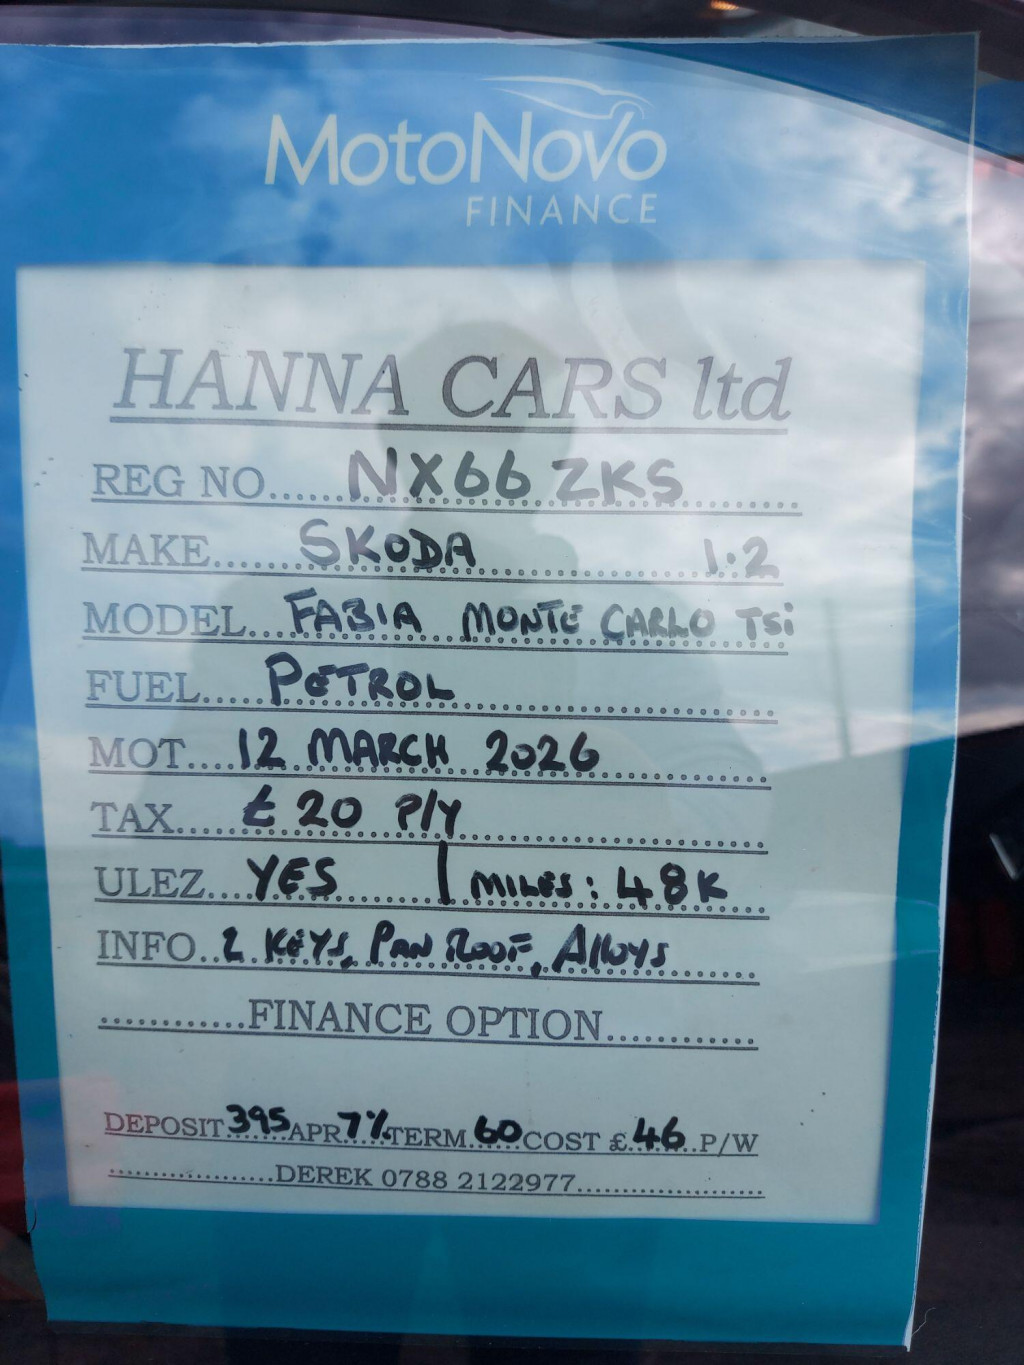 MotoNovo
FINANCE
HANNA CARS ltd
REG NO......NX66 ZKS
MAKE......SKODA 1.2
MODEL...FABIA MONTE CARLO TSi
FUEL....PETROL
MOT....12 MARCH 2026
TAX.....£20 P/Y
ULEZ....YES | MILES: 48K
INFO..2 KEYS, PAN ROOF, Alloys
...........FINANCE OPTION...........
DEPOSIT 395 APR 7% TERM 60 COST £ 46 P/W
..................DEREK 0788 2122977..................